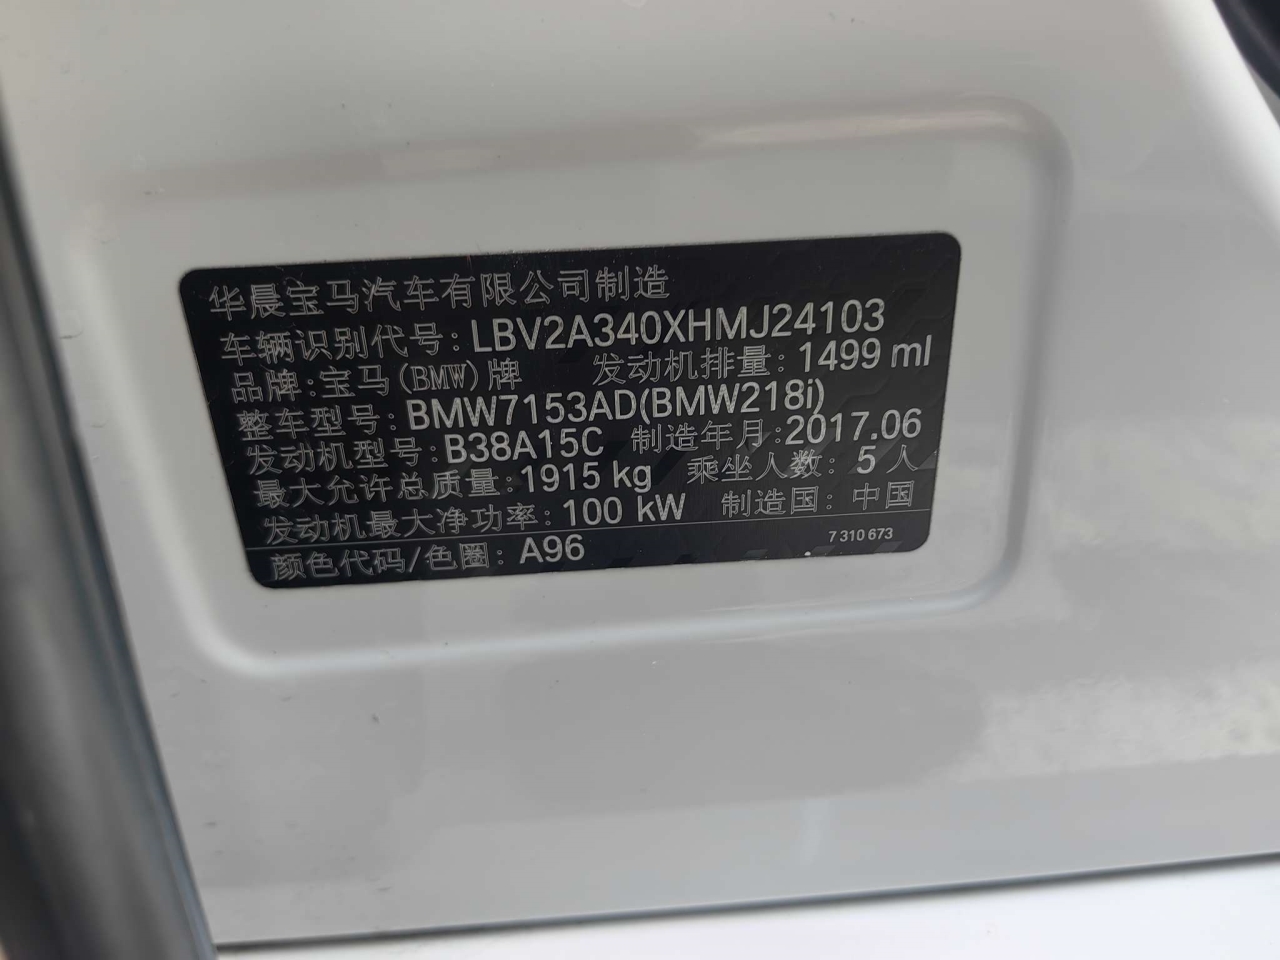 华晨宝马汽车有限公司制造
车辆识别代号: LBV2A340XHMJ24103
品牌: 宝马(BMW)牌 发动机排量: 1499 ml
整车型号: BMW7153AD(BMW218i)
发动机型号: B38A15C 制造年月: 2017.06
最大允许总质量: 1915 kg 乘坐人数: 5 人
发动机最大净功率: 100 kW 制造国: 中国
颜色代码/色圈: A96 7 310 673